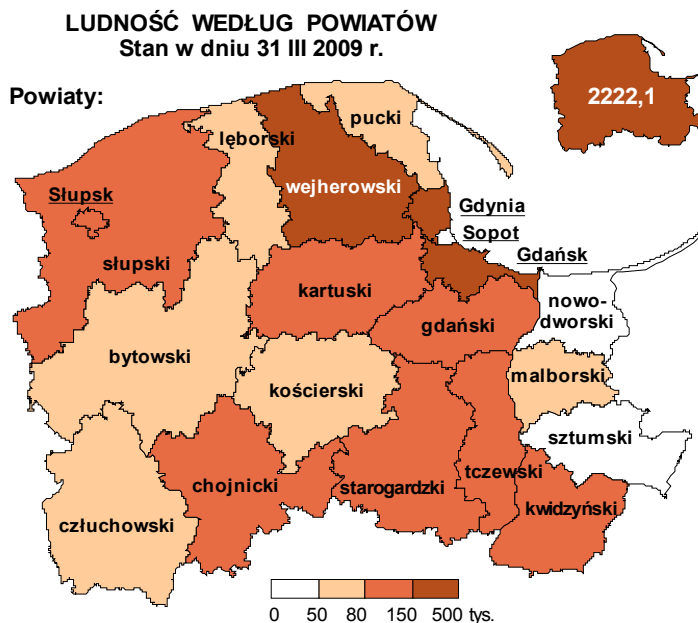 LUDNOŚĆ WEDŁUG POWIATÓW
Stan w dniu 31 III 2009 r.
2222,1
Powiaty:
pucki
lęborski
wejherowski
Słupsk
Gdynia
Sopot
Gdańsk
słupski
kartuski
nowo-
dworski
gdański
bytowski
kościerski
malborski
sztumski
chojnicki
starogardzki
tczewski
kwidzyński
człuchowski
0 50 80 150 500 tys.